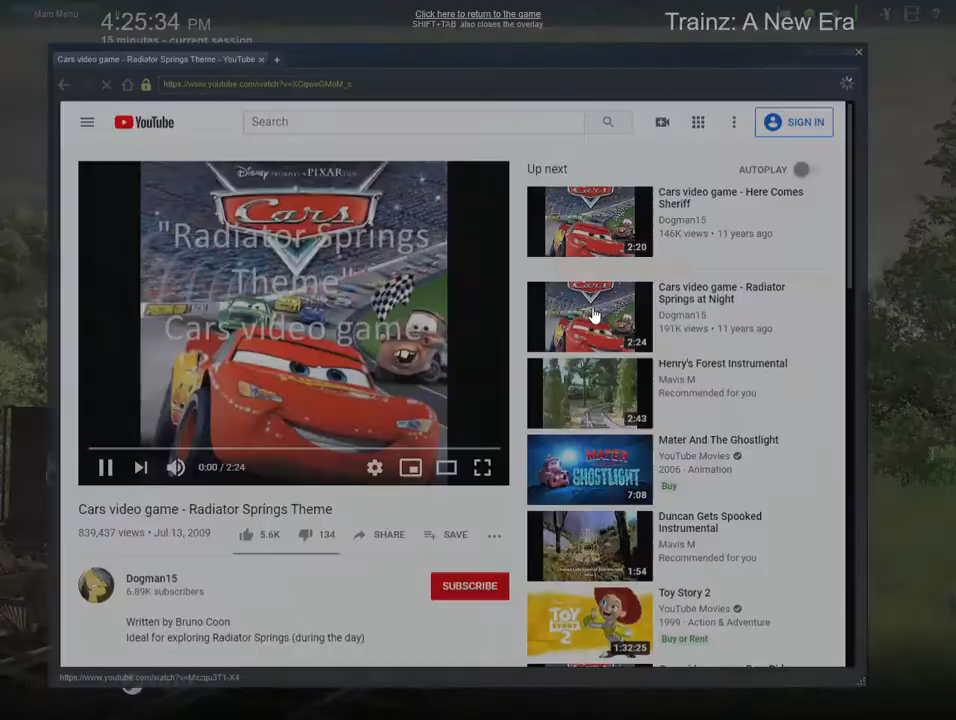 Main Menu
4:25:34 PM
15 minutes - current session
Click here to return to the game
SHIFT+TAB also closes the overlay
Trainz: A New Era
?
Cars video game - Radiator Springs Theme - YouTube
https://www.youtube.com/watch?v=XCqweGMoM_c
YouTube
Search
SIGN IN
Disney PRESENTS A PIXAR FILM
Cars
"Radiator Springs
Theme"
Cars video game
0:00 / 2:24
Cars video game - Radiator Springs Theme
839,437 views • Jul 13, 2009
5.6K
134
SHARE
SAVE
Dogman15
6.89K subscribers
SUBSCRIBE
Written by Bruno Coon
Ideal for exploring Radiator Springs (during the day)
Up next
AUTOPLAY
Cars
2:20
Cars video game - Here Comes
Sheriff
Dogman15
146K views • 11 years ago
Cars
2:24
Cars video game - Radiator
Springs at Night
Dogman15
191K views • 11 years ago
2:43
Henry's Forest Instrumental
Mavis M
Recommended for you
MATER
AND THE
GHOSTLIGHT
7:08
Mater And The Ghostlight
YouTube Movies
2006 · Animation
Buy
1:54
Duncan Gets Spooked
Instrumental
Mavis M
Recommended for you
TOY
STORY
2
1:32:25
Toy Story 2
YouTube Movies
1999 · Action & Adventure
Buy or Rent
https://www.youtube.com/watch?v=Mxzqu3T1-X4